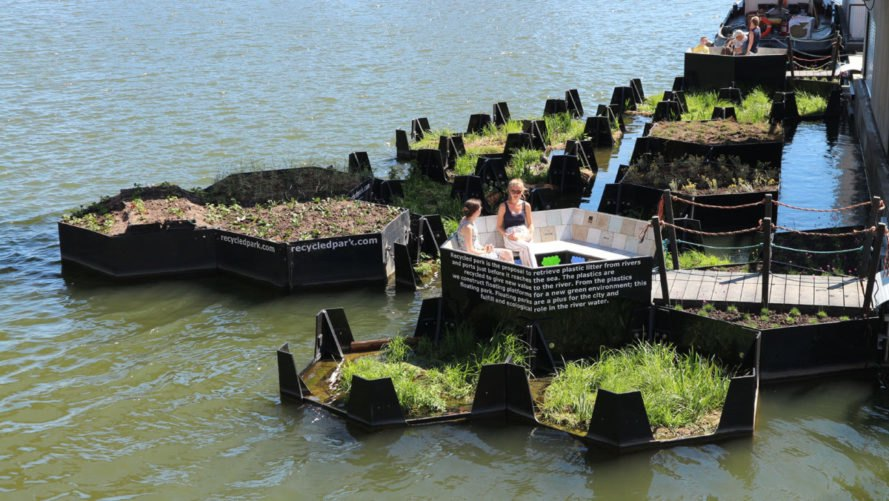 recycledpark.com
recycledpark.com
recycledpark.com
Recycled park is the proposal to retrieve plastic litter from rivers
and ports just before it reaches the sea. The plastics are
recycled to give new value to the river. From the plastics
we construct floating platforms for a new green environment; this
floating park. Floating parks are a plus for the city and
fulfill and ecological role in the river water.